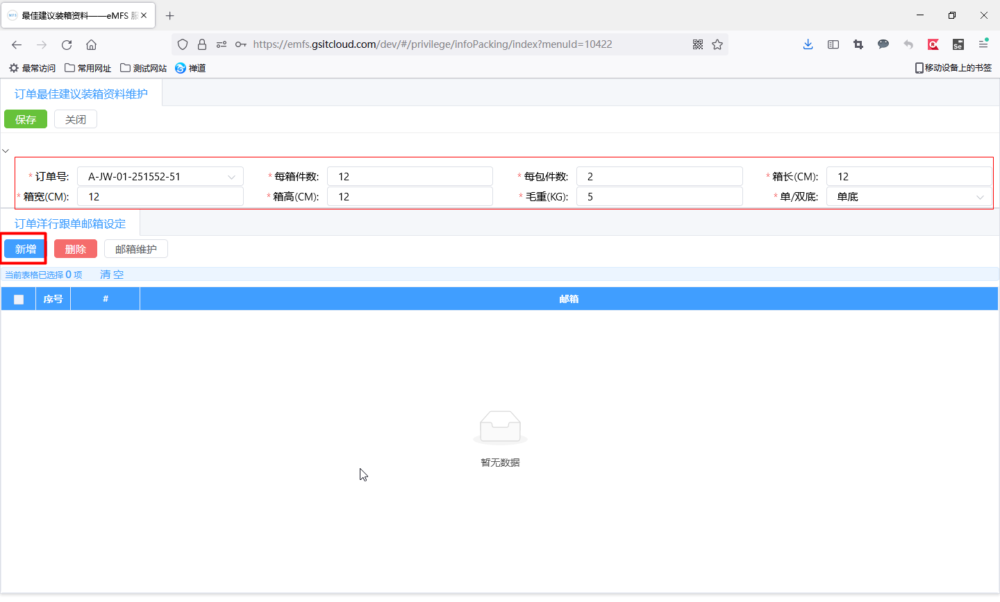 最佳建议装箱资料——eMFS 服
https://emfs.gsitcloud.com/dev/#/privilege/infoPacking/index?menuId=10422
最常访问 常用网址 测试网站 禅道 移动设备上的书签
订单最佳建议装箱资料维护
保存 关闭
* 订单号: A-JW-01-251552-51 * 每箱件数: 12 * 每包件数: 2 * 箱长(CM): 12
* 箱宽(CM): 12 * 箱高(CM): 12 * 毛重(KG): 5 * 单/双底: 单底
订单洋行跟单邮箱设定
新增 删除 邮箱维护
当前表格已选择 0 项 清 空
序号 # 邮箱
暂无数据